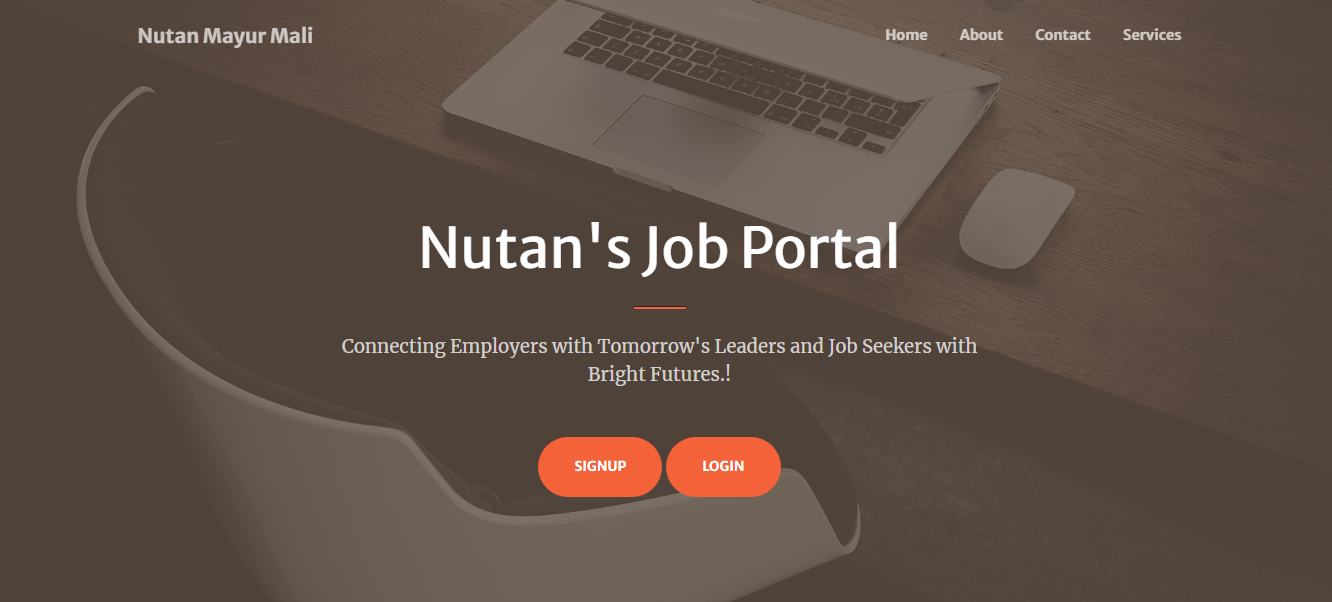 Nutan Mayur Mali
Home About Contact Services
Nutan's Job Portal
Connecting Employers with Tomorrow's Leaders and Job Seekers with
Bright Futures.!
SIGNUP LOGIN